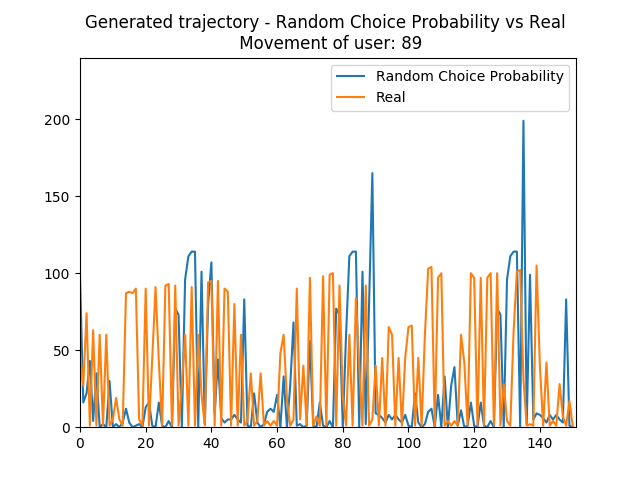 Generated trajectory - Random Choice Probability vs Real
Movement of user: 89
Random Choice Probability
Real
200
150
100
50
0
0 20 40 60 80 100 120 140